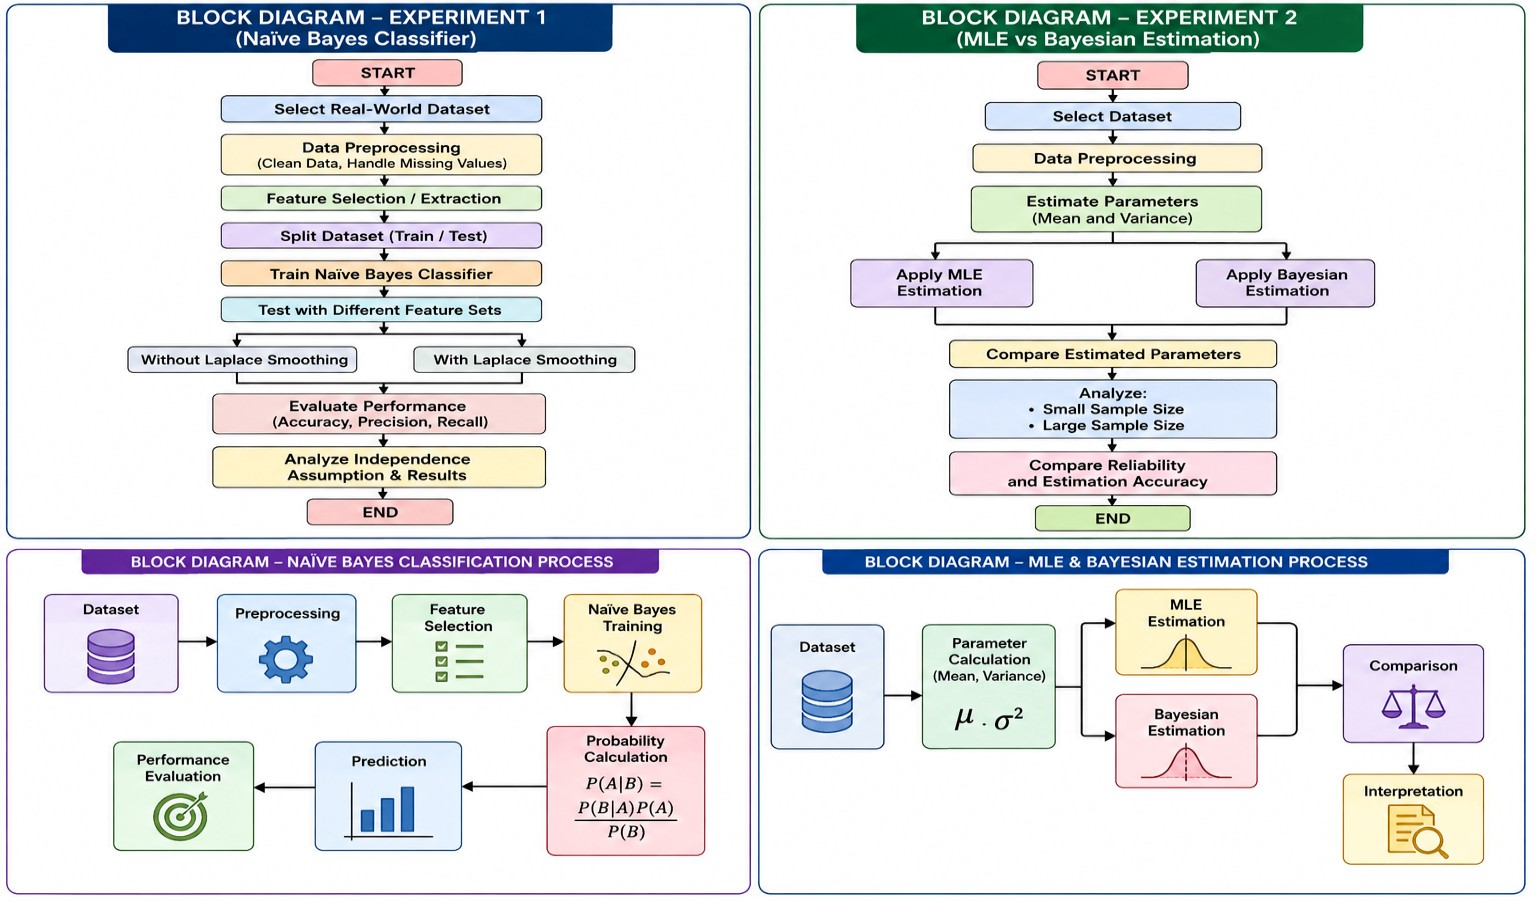 BLOCK DIAGRAM – EXPERIMENT 1
(Naïve Bayes Classifier)
START
Select Real-World Dataset
Data Preprocessing
(Clean Data, Handle Missing Values)
Feature Selection / Extraction
Split Dataset (Train / Test)
Train Naïve Bayes Classifier
Test with Different Feature Sets
Without Laplace Smoothing
With Laplace Smoothing
Evaluate Performance
(Accuracy, Precision, Recall)
Analyze Independence
Assumption & Results
END
BLOCK DIAGRAM – EXPERIMENT 2
(MLE vs Bayesian Estimation)
START
Select Dataset
Data Preprocessing
Estimate Parameters
(Mean and Variance)
Apply MLE
Estimation
Apply Bayesian
Estimation
Compare Estimated Parameters
Analyze:
• Small Sample Size
• Large Sample Size
Compare Reliability
and Estimation Accuracy
END
BLOCK DIAGRAM – NAÏVE BAYES CLASSIFICATION PROCESS
Dataset
Preprocessing
Feature
Selection
Naïve Bayes
Training
Probability
Calculation
P(A|B) =
P(B|A)P(A)
P(B)
Prediction
Performance
Evaluation
BLOCK DIAGRAM – MLE & BAYESIAN ESTIMATION PROCESS
Dataset
Parameter
Calculation
(Mean, Variance)
μ . σ²
MLE
Estimation
Bayesian
Estimation
Comparison
Interpretation